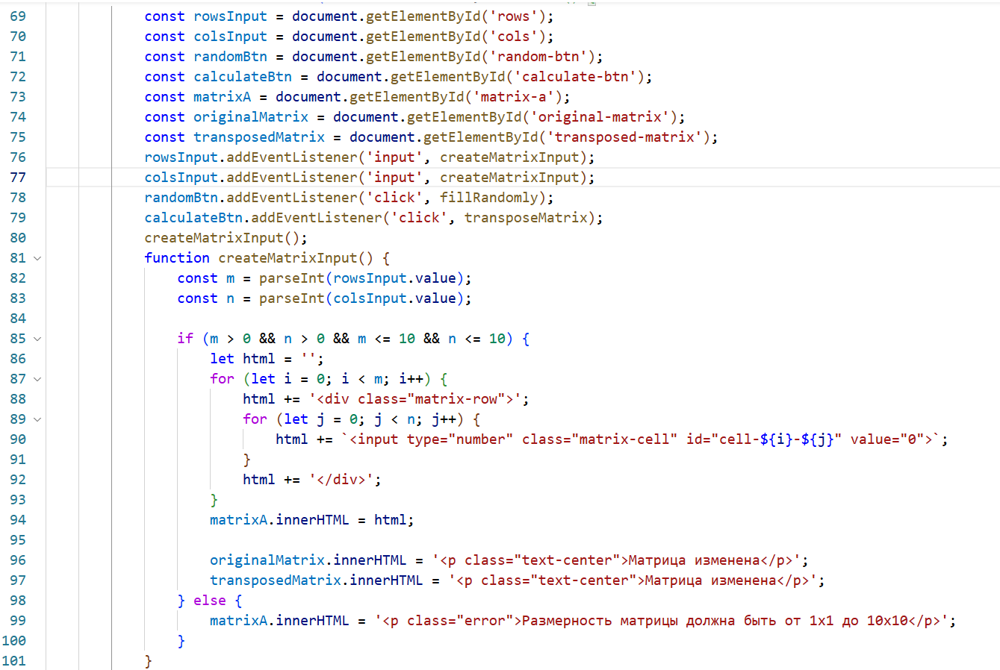 69 const rowsInput = document.getElementById('rows');
70 const colsInput = document.getElementById('cols');
71 const randomBtn = document.getElementById('random-btn');
72 const calculateBtn = document.getElementById('calculate-btn');
73 const matrixA = document.getElementById('matrix-a');
74 const originalMatrix = document.getElementById('original-matrix');
75 const transposedMatrix = document.getElementById('transposed-matrix');
76 rowsInput.addEventListener('input', createMatrixInput);
77 colsInput.addEventListener('input', createMatrixInput);
78 randomBtn.addEventListener('click', fillRandomly);
79 calculateBtn.addEventListener('click', transposeMatrix);
80 createMatrixInput();
81 function createMatrixInput() {
82 const m = parseInt(rowsInput.value);
83 const n = parseInt(colsInput.value);
84
85 if (m > 0 && n > 0 && m <= 10 && n <= 10) {
86 let html = '';
87 for (let i = 0; i < m; i++) {
88 html += '<div class="matrix-row">';
89 for (let j = 0; j < n; j++) {
90 html += `<input type="number" class="matrix-cell" id="cell-${i}-${j}" value="0">`;
91 }
92 html += '</div>';
93 }
94 matrixA.innerHTML = html;
95
96 originalMatrix.innerHTML = '<p class="text-center">Матрица изменена</p>';
97 transposedMatrix.innerHTML = '<p class="text-center">Матрица изменена</p>';
98 } else {
99 matrixA.innerHTML = '<p class="error">Размерность матрицы должна быть от 1x1 до 10x10</p>';
100 }
101 }